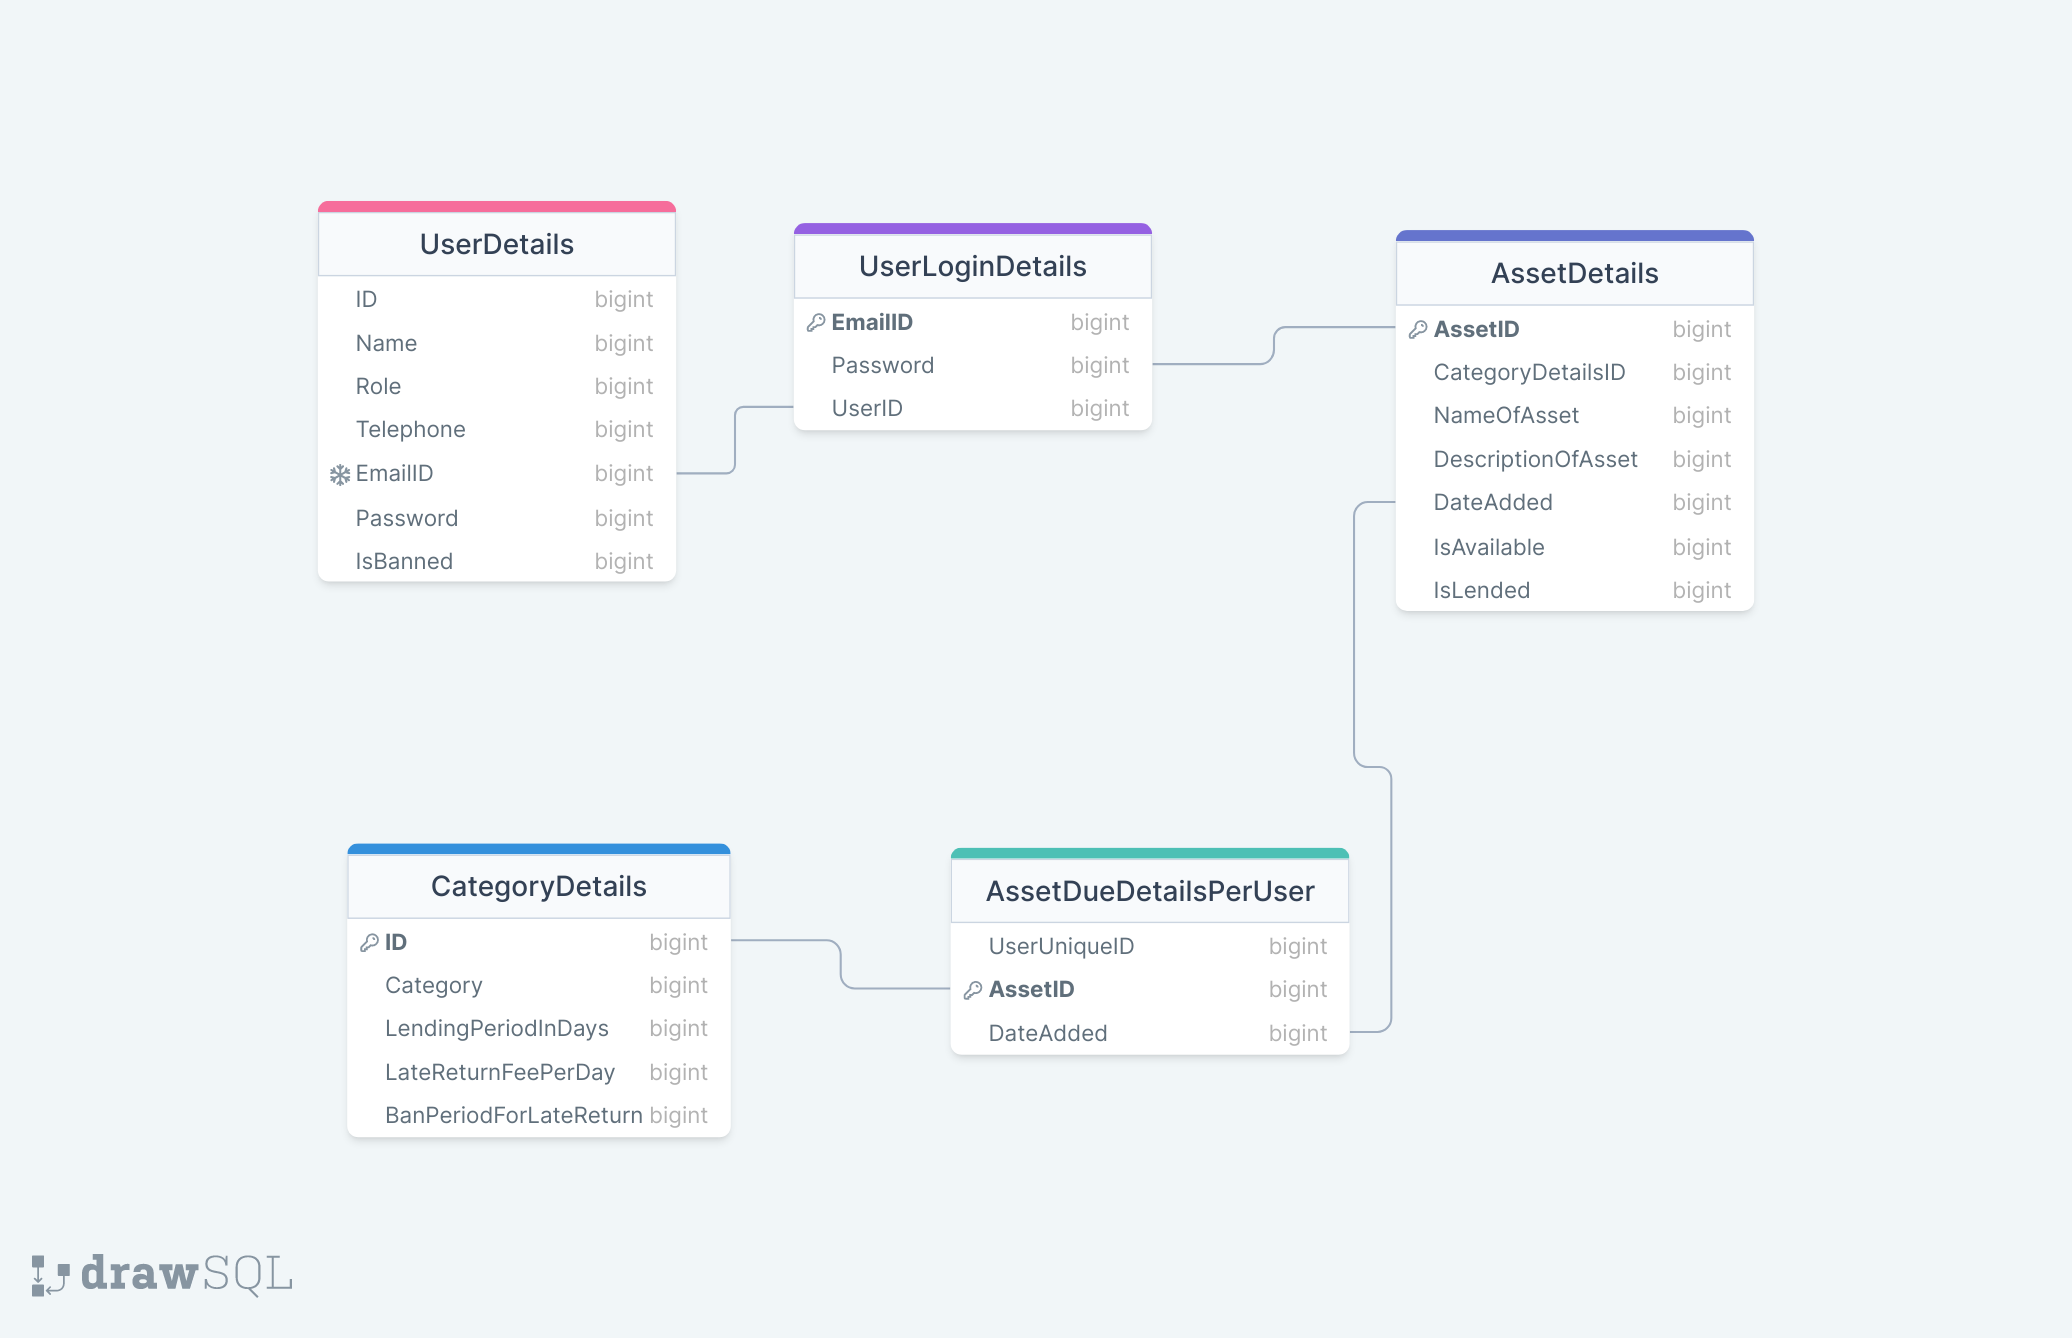 UserDetails
ID bigint
Name bigint
Role bigint
Telephone bigint
EmailID bigint
Password bigint
IsBanned bigint
UserLoginDetails
EmailID bigint
Password bigint
UserID bigint
AssetDetails
AssetID bigint
CategoryDetailsID bigint
NameOfAsset bigint
DescriptionOfAsset bigint
DateAdded bigint
IsAvailable bigint
IsLended bigint
CategoryDetails
ID bigint
Category bigint
LendingPeriodInDays bigint
LateReturnFeePerDay bigint
BanPeriodForLateReturn bigint
AssetDueDetailsPerUser
UserUniqueID bigint
AssetID bigint
DateAdded bigint
drawSQL